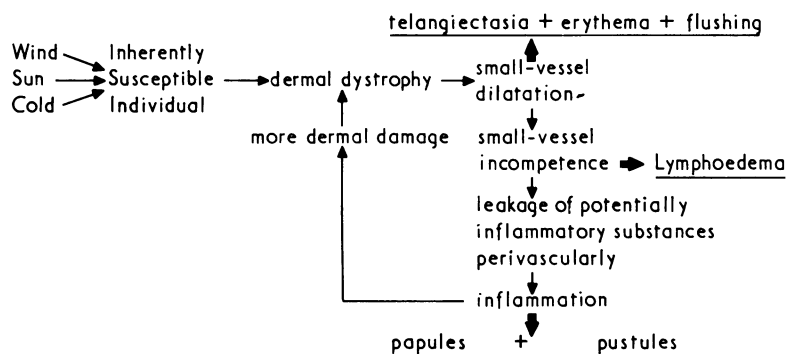 telangiectasia + erythema + flushing
Wind Inherently
Sun Susceptible dermal dystrophy small-vessel
Cold Individual dilatation
more dermal damage small-vessel
incompetence Lymphoedema
leakage of potentially
inflammatory substances
perivascularly
inflammation
papules + pustules